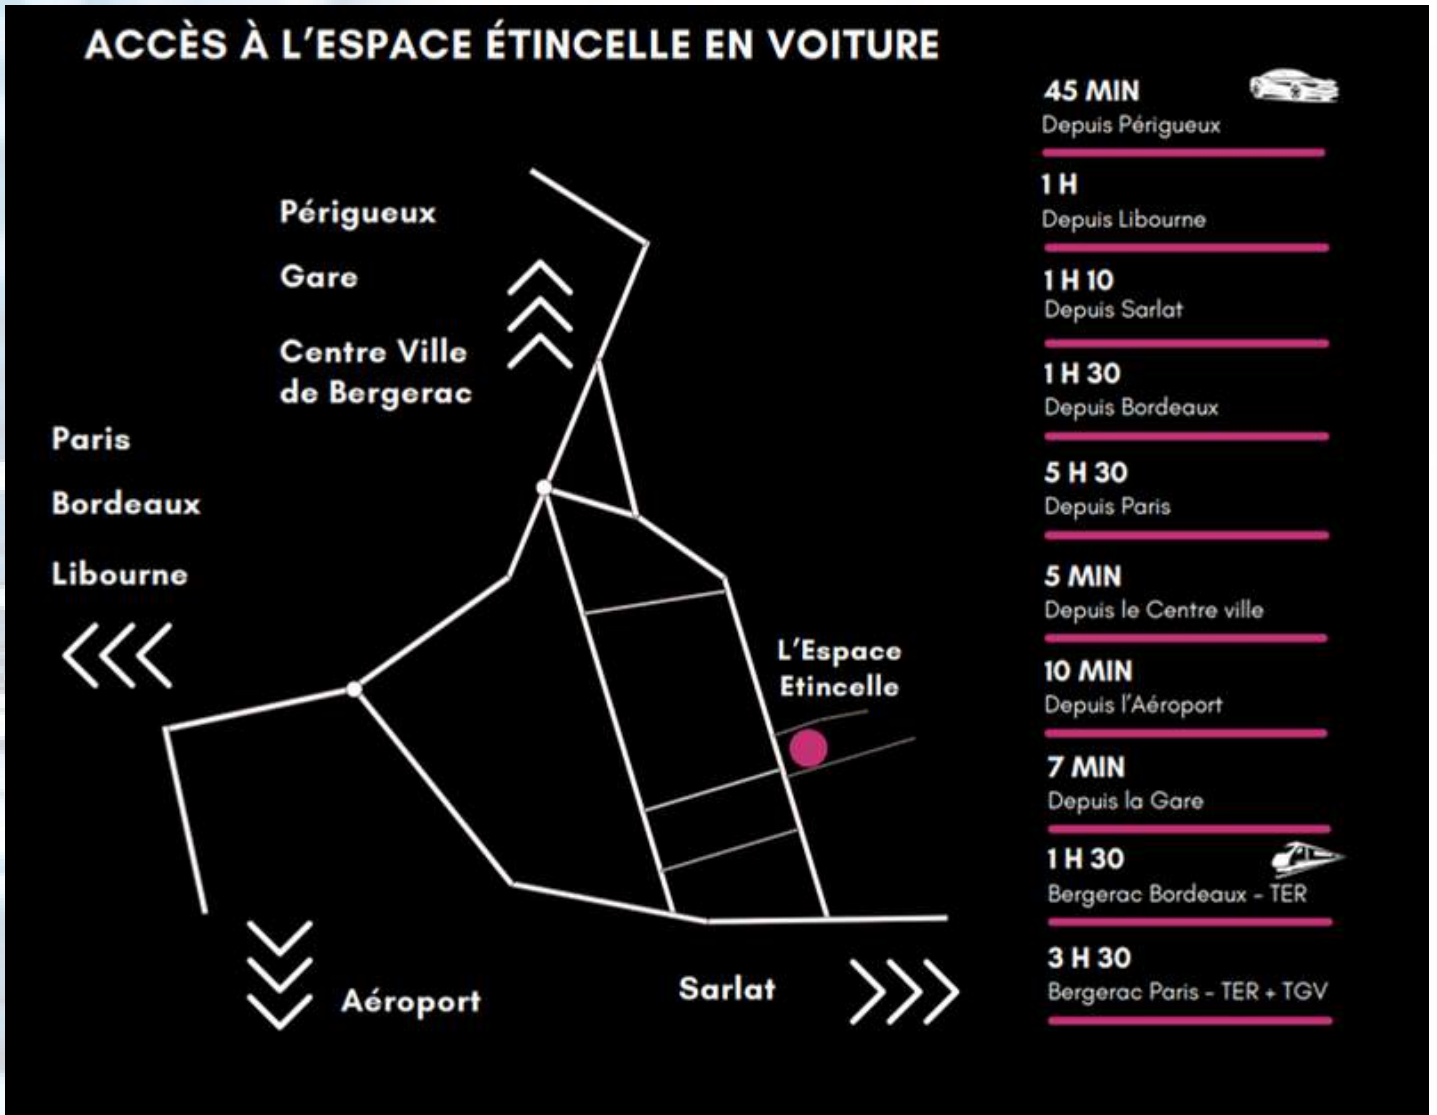 ACCÈS À L'ESPACE ÉTINCELLE EN VOITURE
Périgueux
Gare
Centre Ville
de Bergerac
Paris
Bordeaux
Libourne
L'Espace
Etincelle
Aéroport
Sarlat
45 MIN
Depuis Périgueux
1 H
Depuis Libourne
1 H 10
Depuis Sarlat
1 H 30
Depuis Bordeaux
5 H 30
Depuis Paris
5 MIN
Depuis le Centre ville
10 MIN
Depuis l'Aéroport
7 MIN
Depuis la Gare
1 H 30
Bergerac Bordeaux - TER
3 H 30
Bergerac Paris - TER + TGV